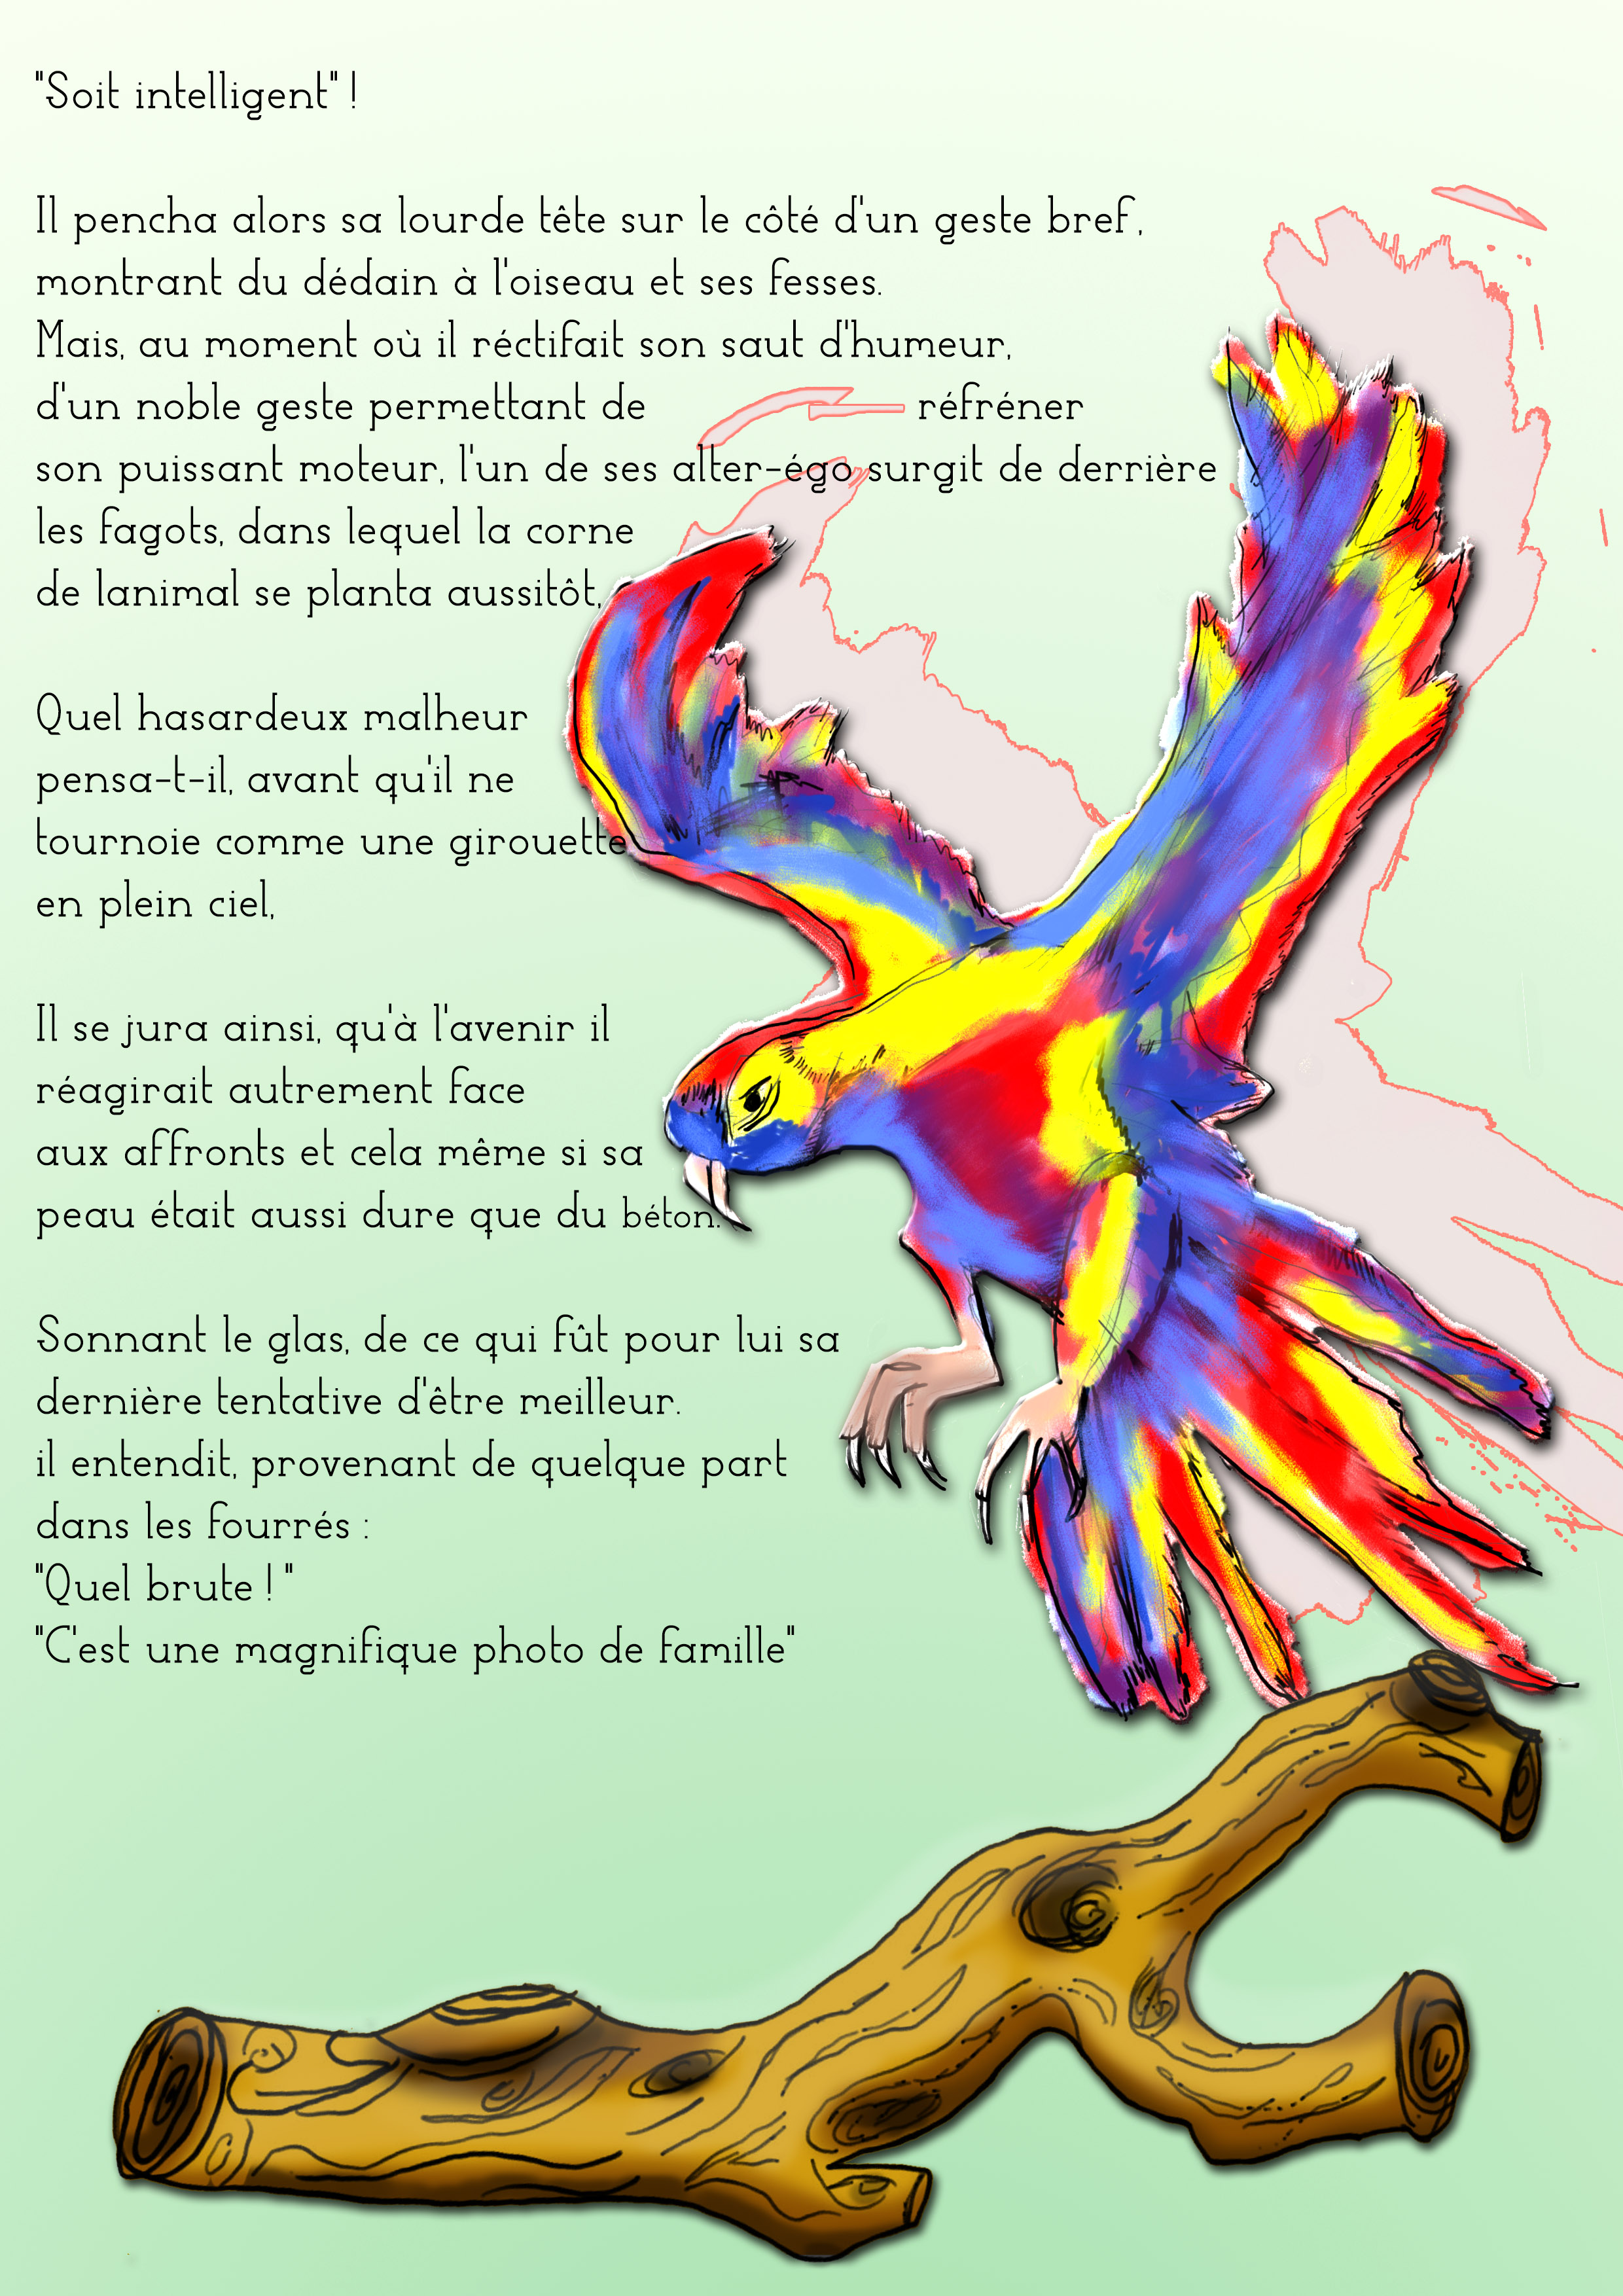 "Soit intelligent" !
Il pencha alors sa lourde tête sur le côté d'un geste bref,
montrant du dédain à l'oiseau et ses fesses.
Mais, au moment où il réctifait son saut d'humeur,
d'un noble geste permettant de réfréner
son puissant moteur, l'un de ses alter-égo surgit de derrière
les fagots, dans lequel la corne
de lanimal se planta aussitôt,
Quel hasardeux malheur
pensa-t-il, avant qu'il ne
tournoie comme une girouette
en plein ciel,
Il se jura ainsi, qu'à l'avenir il
réagirait autrement face
aux affronts et cela même si sa
peau était aussi dure que du béton.
Sonnant le glas, de ce qui fût pour lui sa
dernière tentative d'être meilleur.
il entendit, provenant de quelque part
dans les fourrés :
"Quel brute ! "
"C'est une magnifique photo de famille"